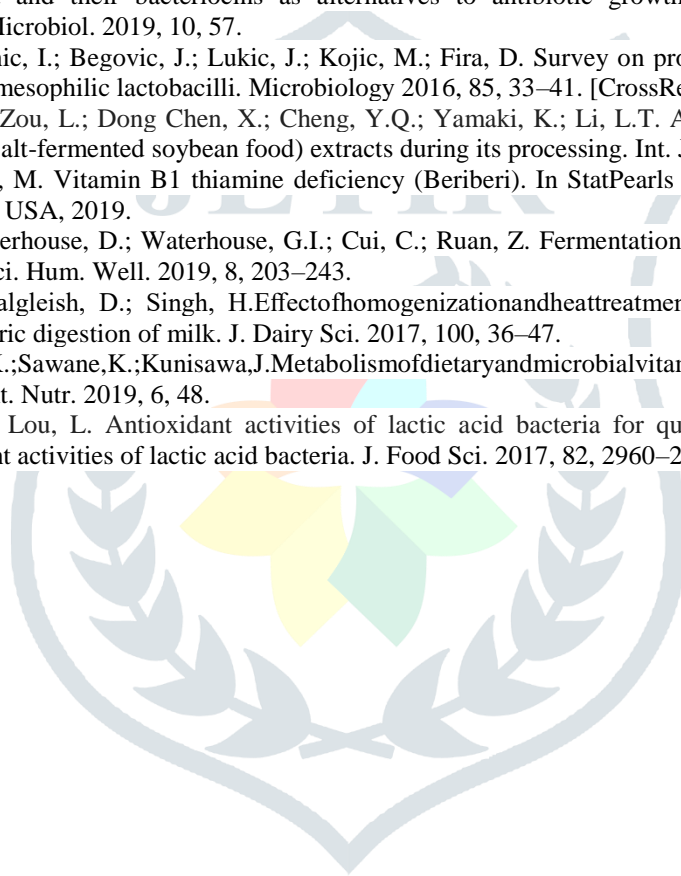 and their bacteriocins as alternatives to antibiotic growth
Microbiol. 2019, 10, 57.
ic, I.; Begovic, J.; Lukic, J.; Kojic, M.; Fira, D. Survey on pro
mesophilic lactobacilli. Microbiology 2016, 85, 33–41. [CrossRe
Zou, L.; Dong Chen, X.; Cheng, Y.Q.; Yamaki, K.; Li, L.T. A
alt-fermented soybean food) extracts during its processing. Int. J
, M. Vitamin B1 thiamine deficiency (Beriberi). In StatPearls
USA, 2019.
erhouse, D.; Waterhouse, G.I.; Cui, C.; Ruan, Z. Fermentation
ci. Hum. Well. 2019, 8, 203–243.
algleish, D.; Singh, H.Effectofhomogenizationandheattreatmen
ric digestion of milk. J. Dairy Sci. 2017, 100, 36–47.
K.;Sawane,K.;Kunisawa,J.Metabolismofdietaryandmicrobialvitan
t. Nutr. 2019, 6, 48.
Lou, L. Antioxidant activities of lactic acid bacteria for qu
nt activities of lactic acid bacteria. J. Food Sci. 2017, 82, 2960–2